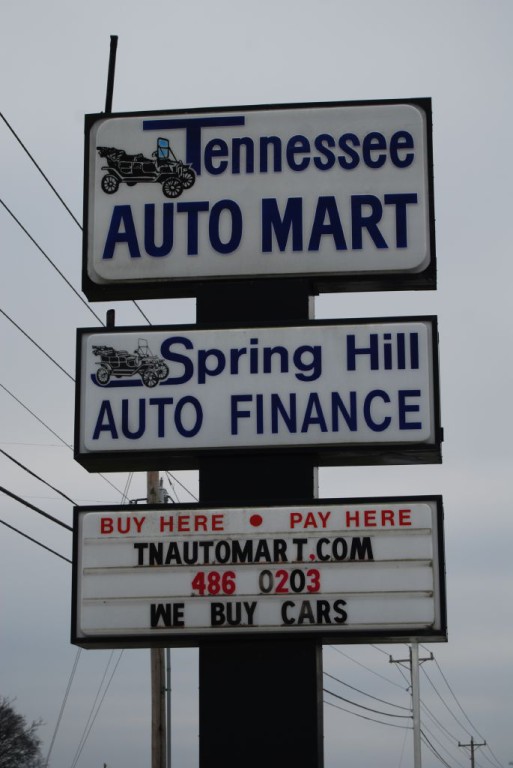 Tennessee
AUTO MART
Spring Hill
AUTO FINANCE
BUY HERE • PAY HERE
TNAUTOMART.COM
486 0203
WE BUY CARS